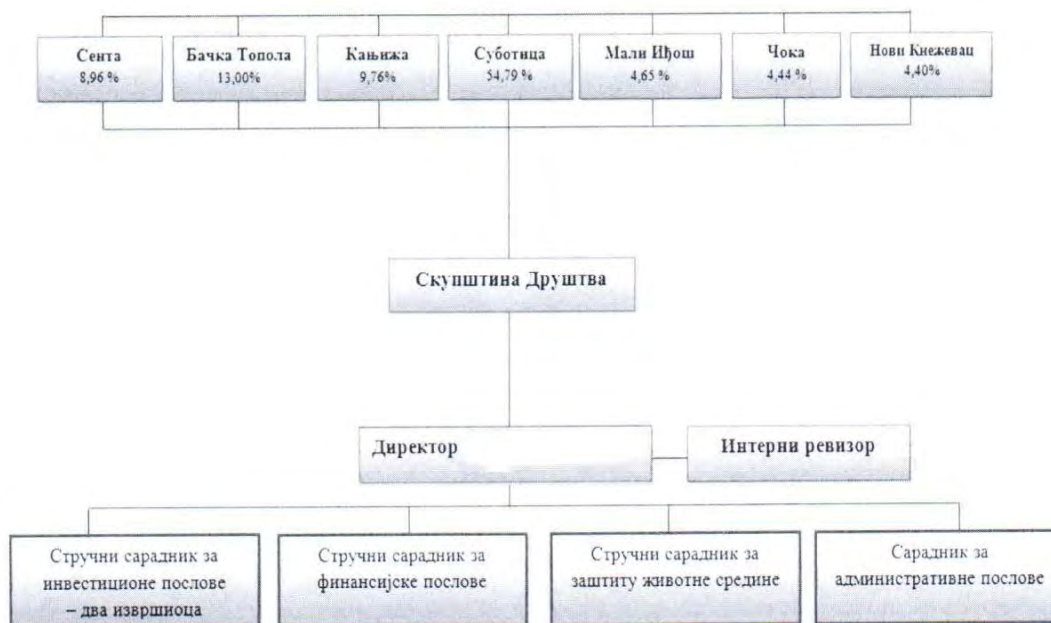 Сента
8,96 %
Бачка Топола
13,00%
Кањижа
9,76%
Суботица
54,79 %
Мали Иђош
4,65 %
Чока
4,44 %
Нови Кнежевац
4,40%
Скупштина Друштва
Директор
Интерни ревизор
Стручни сарадник за
инвестиционе послове
– два извршиоца
Стручни сарадник за
финансијске послове
Стручни сарадник за
заштиту животне средине
Сарадник за
административне послове